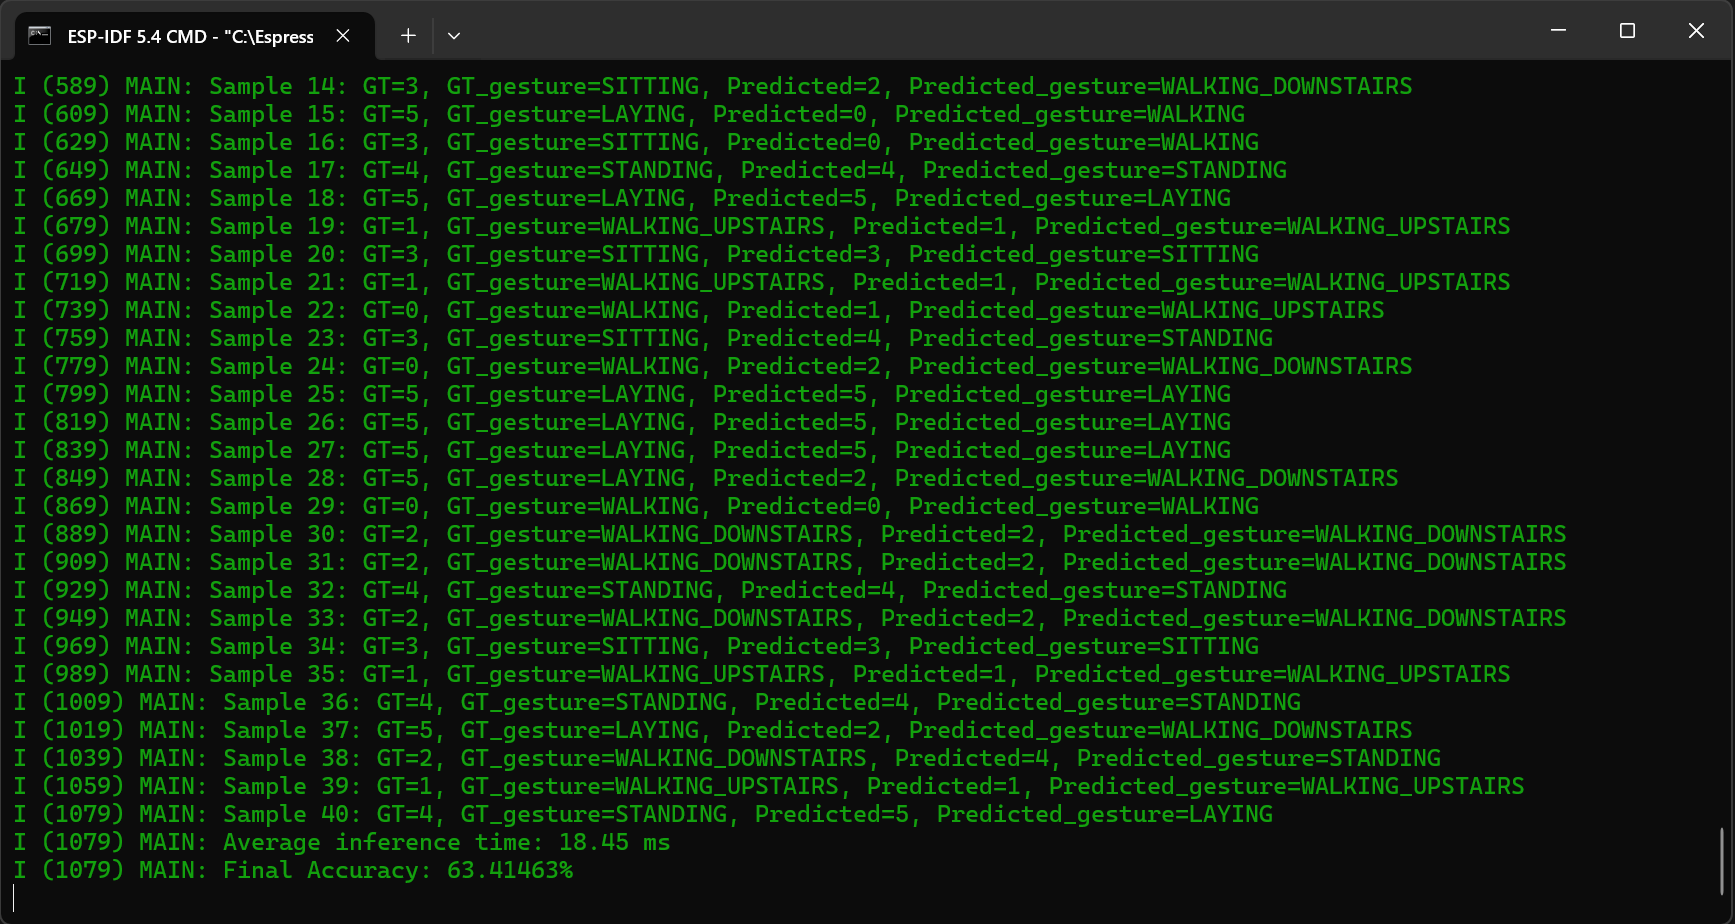 ESP-IDF 5.4 CMD - "C:\Espress
I (589) MAIN: Sample 14: GT=3, GT_gesture=SITTING, Predicted=2, Predicted_gesture=WALKING_DOWNSTAIRS
I (609) MAIN: Sample 15: GT=5, GT_gesture=LAYING, Predicted=0, Predicted_gesture=WALKING
I (629) MAIN: Sample 16: GT=3, GT_gesture=SITTING, Predicted=0, Predicted_gesture=WALKING
I (649) MAIN: Sample 17: GT=4, GT_gesture=STANDING, Predicted=4, Predicted_gesture=STANDING
I (669) MAIN: Sample 18: GT=5, GT_gesture=LAYING, Predicted=5, Predicted_gesture=LAYING
I (679) MAIN: Sample 19: GT=1, GT_gesture=WALKING_UPSTAIRS, Predicted=1, Predicted_gesture=WALKING_UPSTAIRS
I (699) MAIN: Sample 20: GT=3, GT_gesture=SITTING, Predicted=3, Predicted_gesture=SITTING
I (719) MAIN: Sample 21: GT=1, GT_gesture=WALKING_UPSTAIRS, Predicted=1, Predicted_gesture=WALKING_UPSTAIRS
I (739) MAIN: Sample 22: GT=0, GT_gesture=WALKING, Predicted=1, Predicted_gesture=WALKING_UPSTAIRS
I (759) MAIN: Sample 23: GT=3, GT_gesture=SITTING, Predicted=4, Predicted_gesture=STANDING
I (779) MAIN: Sample 24: GT=0, GT_gesture=WALKING, Predicted=2, Predicted_gesture=WALKING_DOWNSTAIRS
I (799) MAIN: Sample 25: GT=5, GT_gesture=LAYING, Predicted=5, Predicted_gesture=LAYING
I (819) MAIN: Sample 26: GT=5, GT_gesture=LAYING, Predicted=5, Predicted_gesture=LAYING
I (839) MAIN: Sample 27: GT=5, GT_gesture=LAYING, Predicted=5, Predicted_gesture=LAYING
I (849) MAIN: Sample 28: GT=5, GT_gesture=LAYING, Predicted=2, Predicted_gesture=WALKING_DOWNSTAIRS
I (869) MAIN: Sample 29: GT=0, GT_gesture=WALKING, Predicted=0, Predicted_gesture=WALKING
I (889) MAIN: Sample 30: GT=2, GT_gesture=WALKING_DOWNSTAIRS, Predicted=2, Predicted_gesture=WALKING_DOWNSTAIRS
I (909) MAIN: Sample 31: GT=2, GT_gesture=WALKING_DOWNSTAIRS, Predicted=2, Predicted_gesture=WALKING_DOWNSTAIRS
I (929) MAIN: Sample 32: GT=4, GT_gesture=STANDING, Predicted=4, Predicted_gesture=STANDING
I (949) MAIN: Sample 33: GT=2, GT_gesture=WALKING_DOWNSTAIRS, Predicted=2, Predicted_gesture=WALKING_DOWNSTAIRS
I (969) MAIN: Sample 34: GT=3, GT_gesture=SITTING, Predicted=3, Predicted_gesture=SITTING
I (989) MAIN: Sample 35: GT=1, GT_gesture=WALKING_UPSTAIRS, Predicted=1, Predicted_gesture=WALKING_UPSTAIRS
I (1009) MAIN: Sample 36: GT=4, GT_gesture=STANDING, Predicted=4, Predicted_gesture=STANDING
I (1019) MAIN: Sample 37: GT=5, GT_gesture=LAYING, Predicted=2, Predicted_gesture=WALKING_DOWNSTAIRS
I (1039) MAIN: Sample 38: GT=2, GT_gesture=WALKING_DOWNSTAIRS, Predicted=4, Predicted_gesture=STANDING
I (1059) MAIN: Sample 39: GT=1, GT_gesture=WALKING_UPSTAIRS, Predicted=1, Predicted_gesture=WALKING_UPSTAIRS
I (1079) MAIN: Sample 40: GT=4, GT_gesture=STANDING, Predicted=5, Predicted_gesture=LAYING
I (1079) MAIN: Average inference time: 18.45 ms
I (1079) MAIN: Final Accuracy: 63.41463%